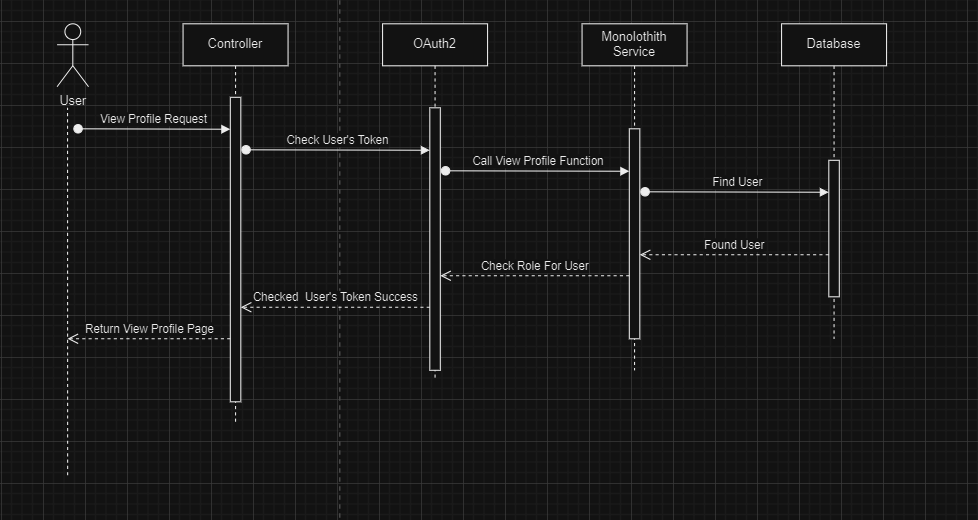 Controller
OAuth2
Monolothith
Service
Database
User
View Profile Request
Check User's Token
Call View Profile Function
Find User
Found User
Check Role For User
Checked User's Token Success
Return View Profile Page